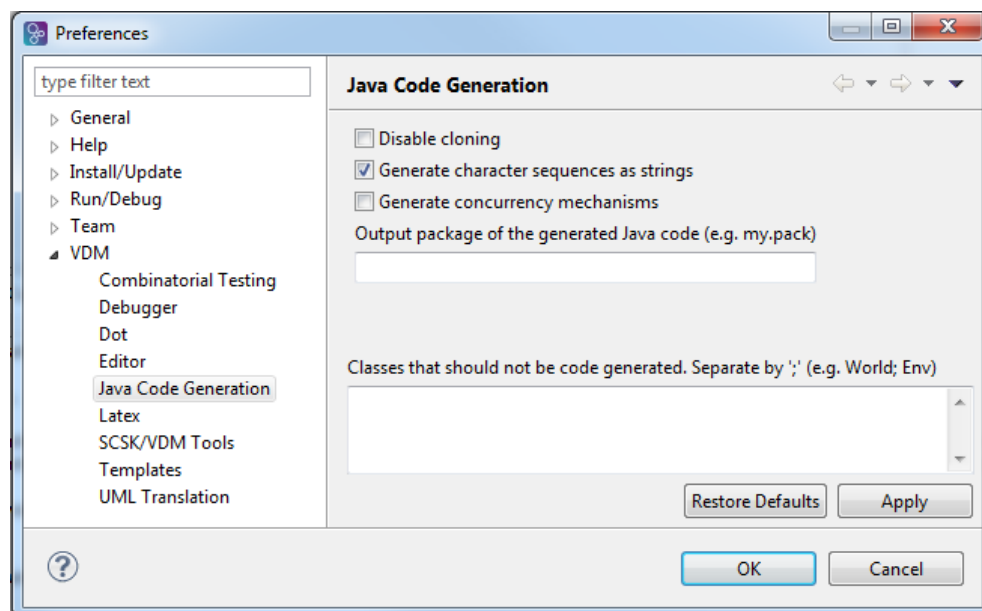 Preferences
type filter text
General
Help
Install/Update
Run/Debug
Team
VDM
Combinatorial Testing
Debugger
Dot
Editor
Java Code Generation
Latex
SCSK/VDM Tools
Templates
UML Translation
Java Code Generation
Disable cloning
Generate character sequences as strings
Generate concurrency mechanisms
Output package of the generated Java code (e.g. my.pack)
Classes that should not be code generated. Separate by ';' (e.g. World; Env)
Restore Defaults
Apply
?
OK
Cancel